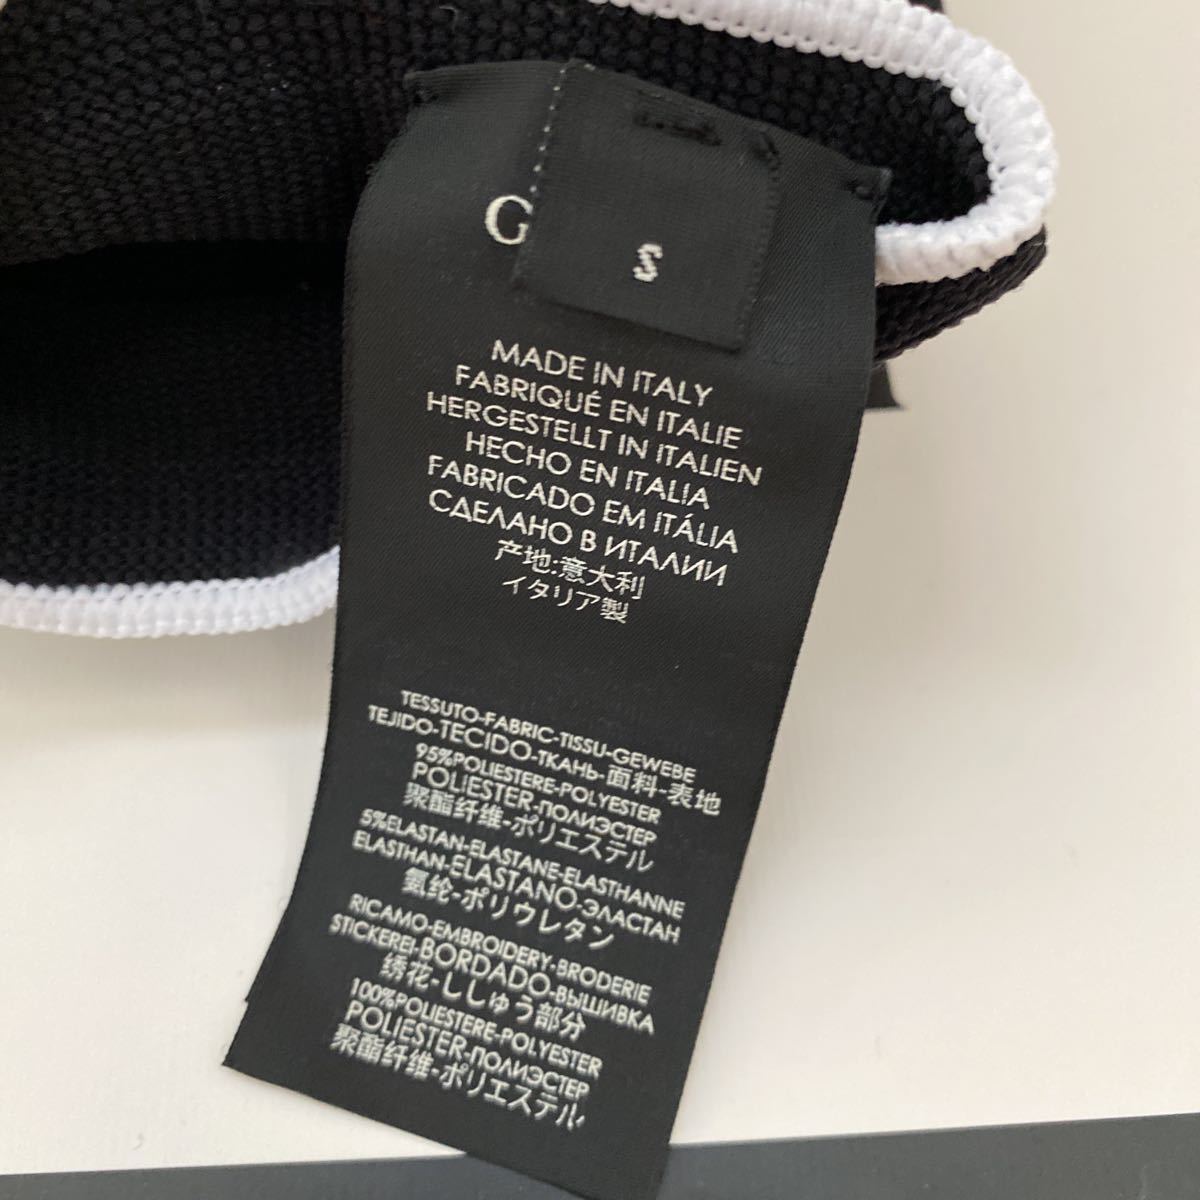 G
S
MADE IN ITALY
FABRIQUÉ EN ITALIE
HERGESTELLT IN ITALIEN
HECHO EN ITALIA
FABRICADO EM ITÁLIA
СДЕЛАНО В ИТАЛИИ
产地:意大利
イタリア製
TESSUTO-FABRIC-TISSU-GEWEBE
TEJIDO-TECIDO-ТКАНЬ-面料-表地
95%POLIESTERE-POLYESTER
POLIESTER-ПОЛИЭСТЕР
聚酯纤维-ポリエステル
5%ELASTAN-ELASTANE-ELASTHANNE
ELASTHAN-ELASTANO-ЭЛАСТАН
氨纶-ポリウレタン
RICAMO-EMBROIDERY-BRODERIE
STICKEREI-BORDADO-ВЫШИВКА
绣花-ししゅう部分
100%POLIESTERE-POLYESTER
POLIESTER-ПОЛИЭСТЕР
聚酯纤维-ポリエステル